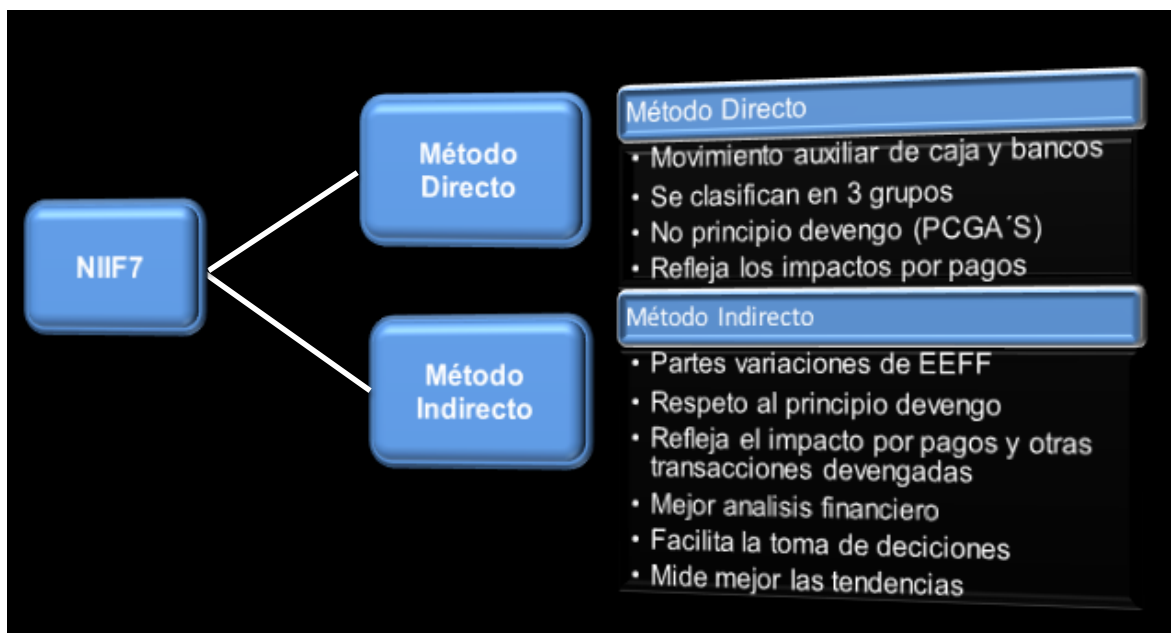 NIIF7
Método
Directo
Método
Indirecto
Método Directo
• Movimiento auxiliar de caja y bancos
• Se clasifican en 3 grupos
• No principio devengo (PCGA´S)
• Refleja los impactos por pagos
Método Indirecto
• Partes variaciones de EEFF
• Respeto al principio devengo
• Refleja el impacto por pagos y otras
transacciones devengadas
• Mejor analisis financiero
• Facilita la toma de deciciones
• Mide mejor las tendencias